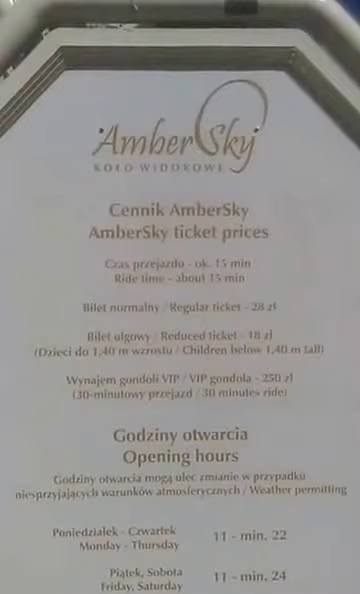 AmberSky
KOŁO WIDOKOWE
Cennik AmberSky
AmberSky ticket prices
Czas przejazdu - ok. 15 min
Ride time - about 15 min
Bilet normalny / Regular ticket - 28 zł
Bilet ulgowy / Reduced ticket - 18 zł
(Dzieci do 1,40 m wzrostu / Children below 1,40 m tall)
Wynajem gondoli VIP / VIP gondola - 250 zł
(30-minutowy przejazd / 30 minutes ride)
Godziny otwarcia
Opening hours
Godziny otwarcia mogą ulec zmianie w przypadku
niesprzyjających warunków atmosferycznych / Weather permitting
Poniedziałek - Czwartek 11 - min. 22
Monday - Thursday
Piątek, Sobota 11 - min. 24
Friday, Saturday